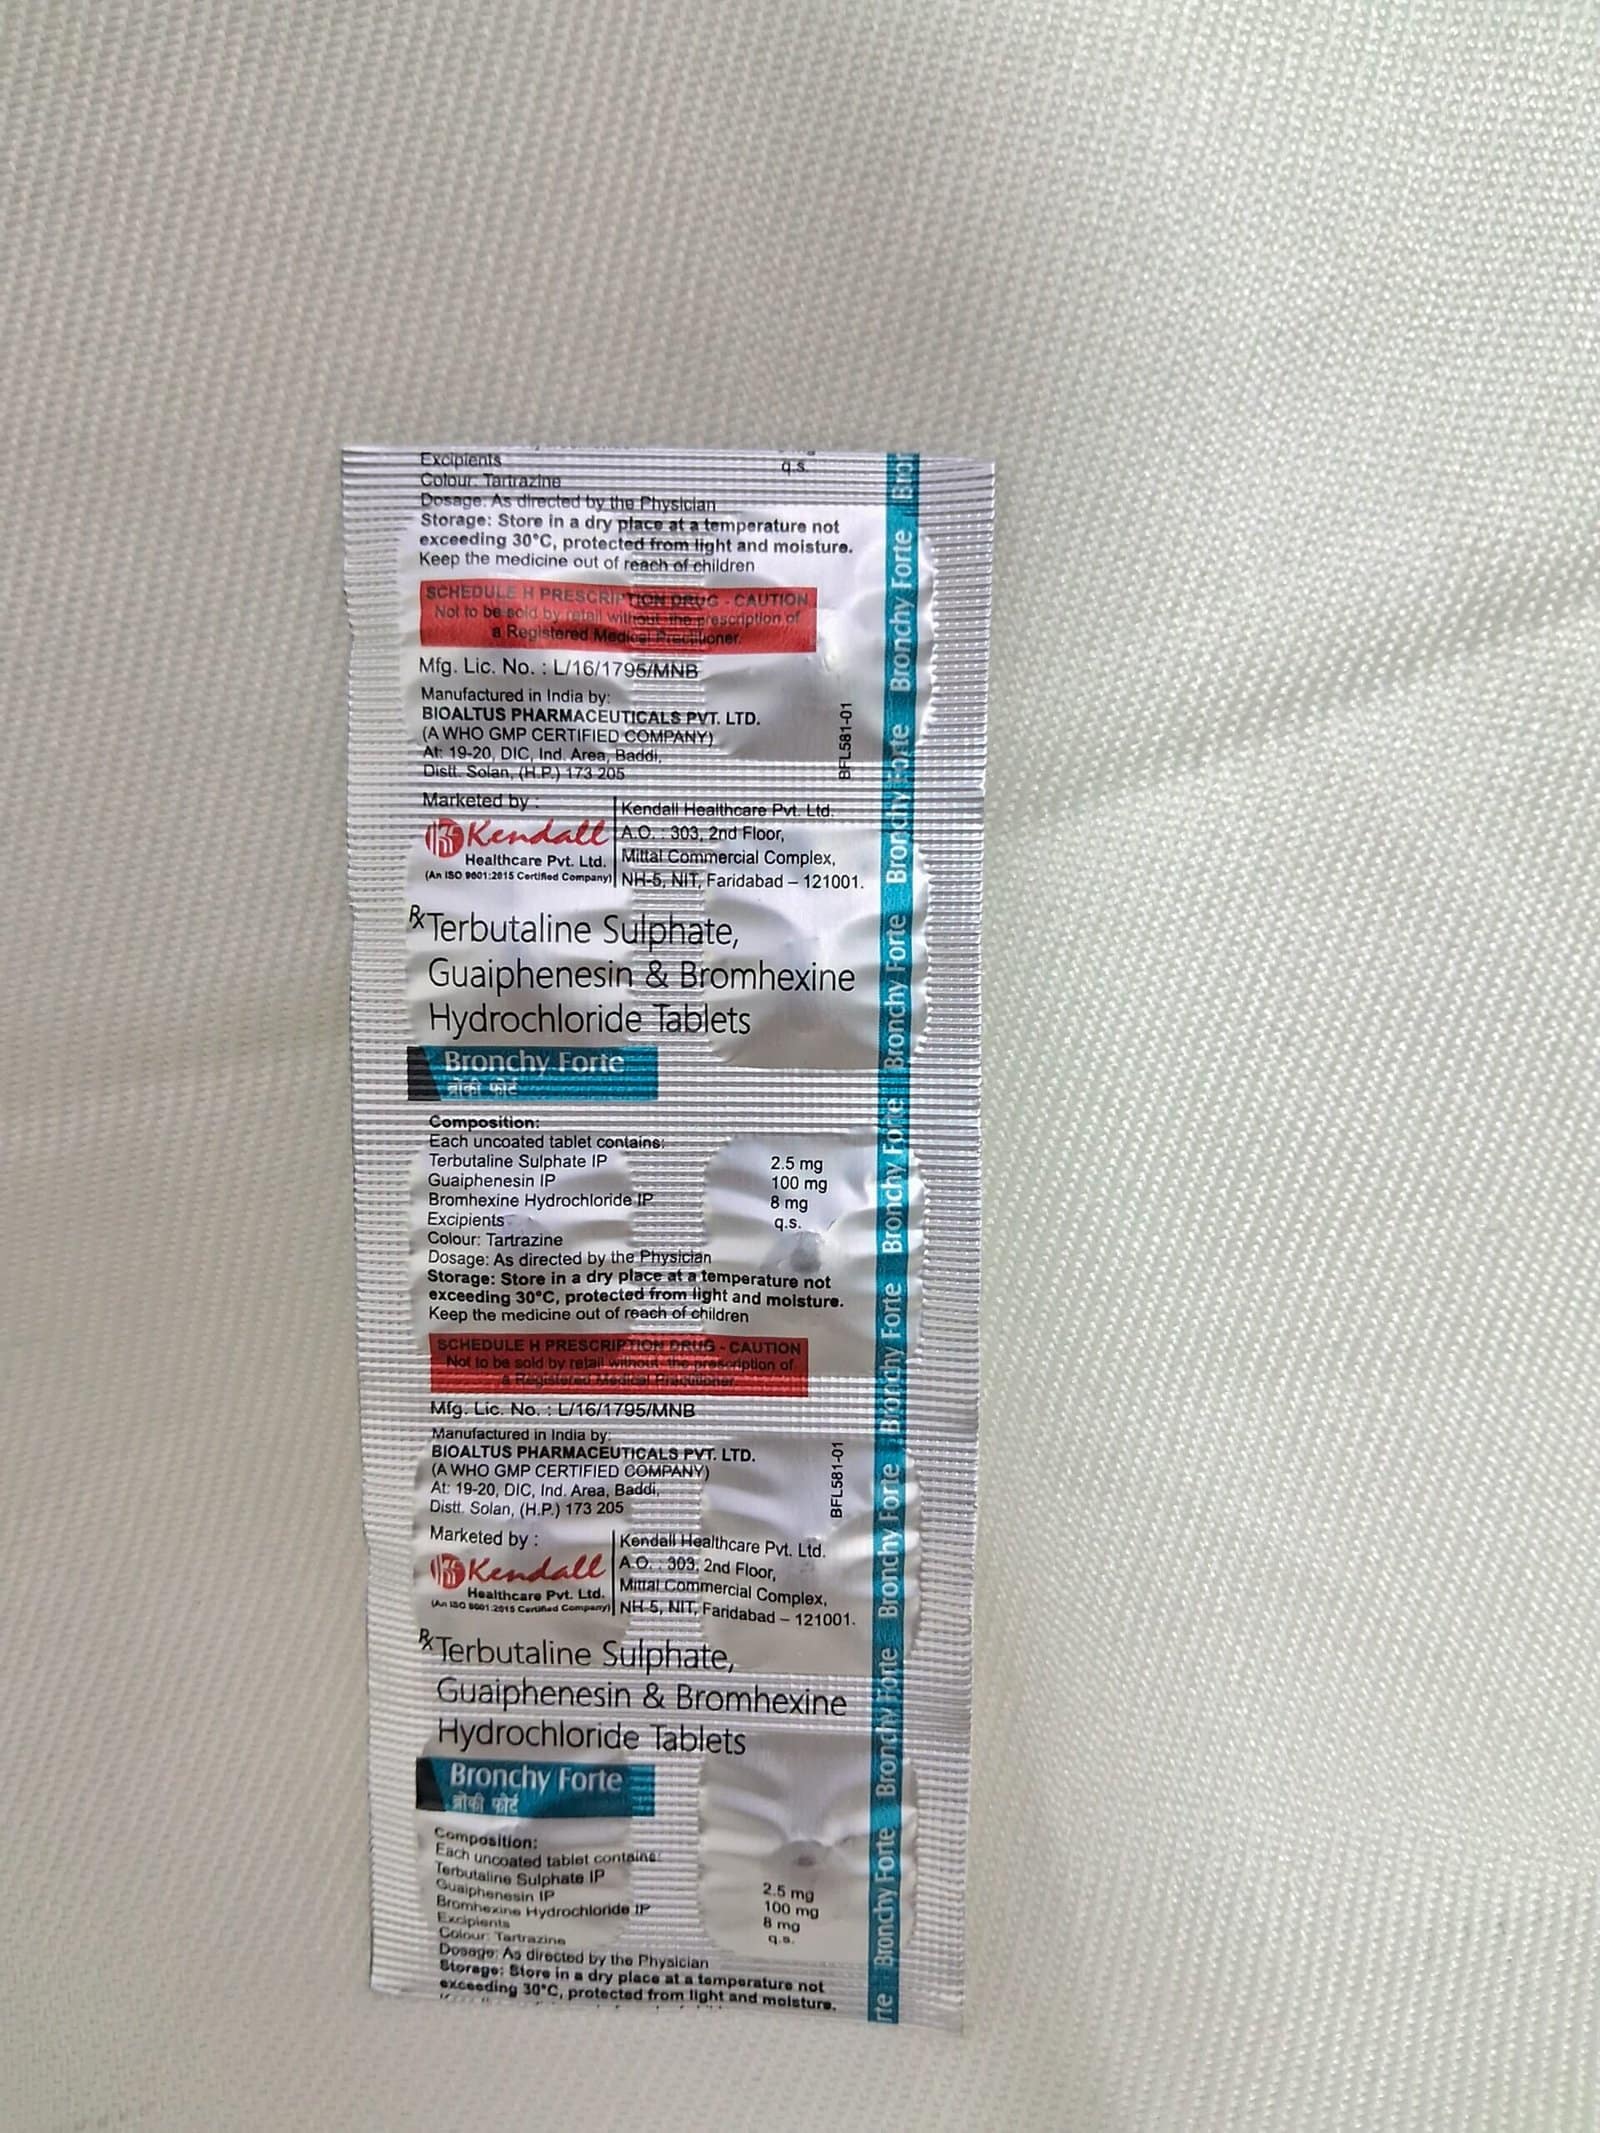 Excipients q.s.
Colour: Tartrazine
Dosage: As directed by the Physician
Storage: Store in a dry place at a temperature not
exceeding 30°C, protected from light and moisture.
Keep the medicine out of reach of children
SCHEDULE H PRESCRIPTION DRUG - CAUTION
Not to be sold by retail without the prescription of
a Registered Medical Practitioner.
Mfg. Lic. No. : L/16/1795/MNB
Manufactured in India by:
BIOALTUS PHARMACEUTICALS PVT. LTD.
(A WHO GMP CERTIFIED COMPANY)
At: 19-20, DIC, Ind. Area, Baddi,
Distt. Solan, (H.P.) 173 205
BFL581-01
Marketed by :
Kendall
Healthcare Pvt. Ltd.
(An ISO 9001:2015 Certified Company)
Kendall Healthcare Pvt. Ltd.
A.O. : 303, 2nd Floor,
Mittal Commercial Complex,
NH-5, NIT, Faridabad – 121001.
Rx Terbutaline Sulphate,
Guaiphenesin & Bromhexine
Hydrochloride Tablets
Bronchy Forte
ब्रोंकी फोर्ट
Composition:
Each uncoated tablet contains:
Terbutaline Sulphate IP 2.5 mg
Guaiphenesin IP 100 mg
Bromhexine Hydrochloride IP 8 mg
Excipients q.s.
Colour: Tartrazine
Dosage: As directed by the Physician
Storage: Store in a dry place at a temperature not
exceeding 30°C, protected from light and moisture.
Keep the medicine out of reach of children
SCHEDULE H PRESCRIPTION DRUG - CAUTION
Not to be sold by retail without the prescription of
a Registered Medical Practitioner.
Mfg. Lic. No. : L/16/1795/MNB
Manufactured in India by:
BIOALTUS PHARMACEUTICALS PVT. LTD.
(A WHO GMP CERTIFIED COMPANY)
At: 19-20, DIC, Ind. Area, Baddi,
Distt. Solan, (H.P.) 173 205
BFL581-01
Marketed by :
Kendall
Healthcare Pvt. Ltd.
(An ISO 9001:2015 Certified Company)
Kendall Healthcare Pvt. Ltd.
A.O. : 303, 2nd Floor,
Mittal Commercial Complex,
NH-5, NIT, Faridabad – 121001.
Rx Terbutaline Sulphate,
Guaiphenesin & Bromhexine
Hydrochloride Tablets
Bronchy Forte
ब्रोंकी फोर्ट
Composition:
Each uncoated tablet contains:
Terbutaline Sulphate IP 2.5 mg
Guaiphenesin IP 100 mg
Bromhexine Hydrochloride IP 8 mg
Excipients q.s.
Colour: Tartrazine
Dosage: As directed by the Physician
Storage: Store in a dry place at a temperature not
exceeding 30°C, protected from light and moisture.
rte Bronchy Forte Bronchy Forte Bronchy Forte Bronchy Forte Bronchy Forte Bronchy Forte Bronchy Forte Bronchy Forte Bron